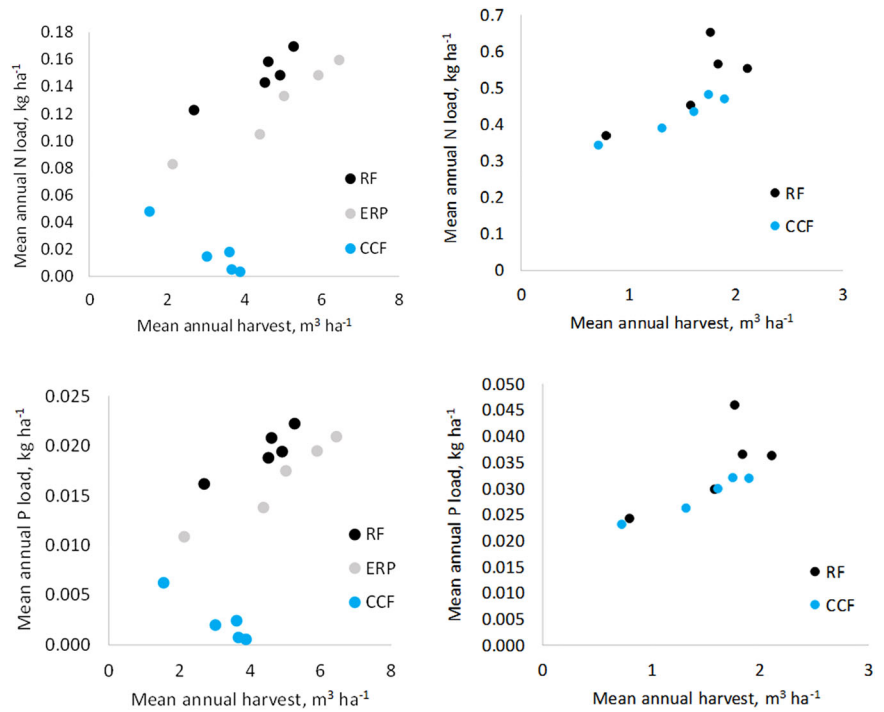 Mean annual N load, kg ha⁻¹
0.18
0.16
0.14
0.12
0.10
0.08
0.06
0.04
0.02
0.00
0 2 4 6 8
Mean annual harvest, m³ ha⁻¹
RF
ERP
CCF
Mean annual N load, kg ha⁻¹
0.7
0.6
0.5
0.4
0.3
0.2
0.1
0
0 1 2 3
Mean annual harvest, m³ ha⁻¹
RF
CCF
Mean annual P load, kg ha⁻¹
0.025
0.020
0.015
0.010
0.005
0.000
0 2 4 6 8
Mean annual harvest, m³ ha⁻¹
RF
ERP
CCF
Mean annual P load, kg ha⁻¹
0.050
0.045
0.040
0.035
0.030
0.025
0.020
0.015
0.010
0.005
0.000
0 1 2 3
Mean annual harvest, m³ ha⁻¹
RF
CCF